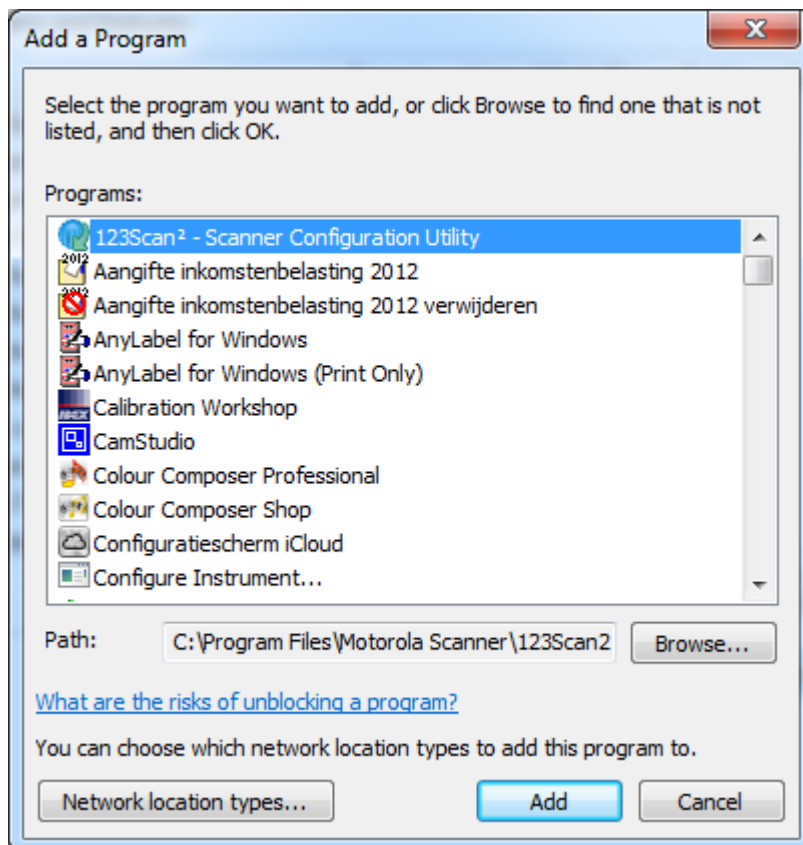 Add a Program
Select the program you want to add, or click Browse to find one that is not
listed, and then click OK.
Programs:
123Scan² - Scanner Configuration Utility
2012
Aangifte inkomstenbelasting 2012
2012
Aangifte inkomstenbelasting 2012 verwijderen
AnyLabel for Windows
AnyLabel for Windows (Print Only)
Calibration Workshop
CamStudio
Colour Composer Professional
Colour Composer Shop
Configuratiescherm iCloud
Configure Instrument...
Path:
C:\Program Files\Motorola Scanner\123Scan2
Browse...
What are the risks of unblocking a program?
You can choose which network location types to add this program to.
Network location types...
Add
Cancel